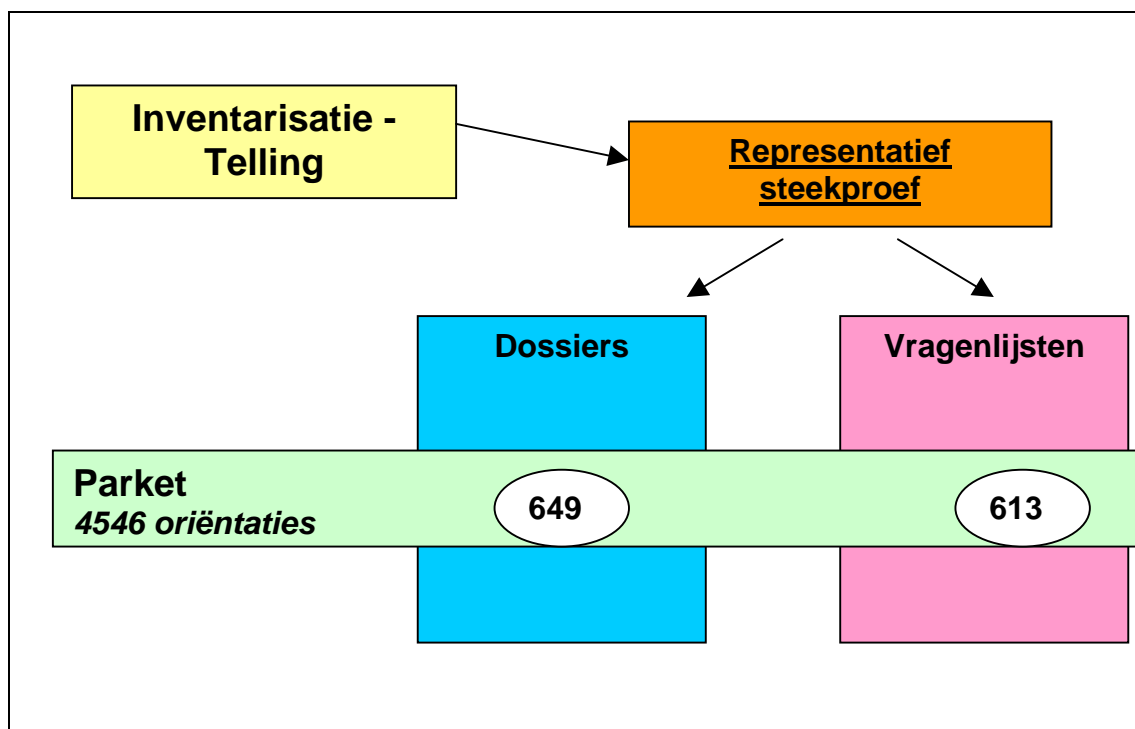 Inventarisatie -
Telling
Representatief
steekproef
Dossiers
Vragenlijsten
Parket
4546 oriëntaties
649
613